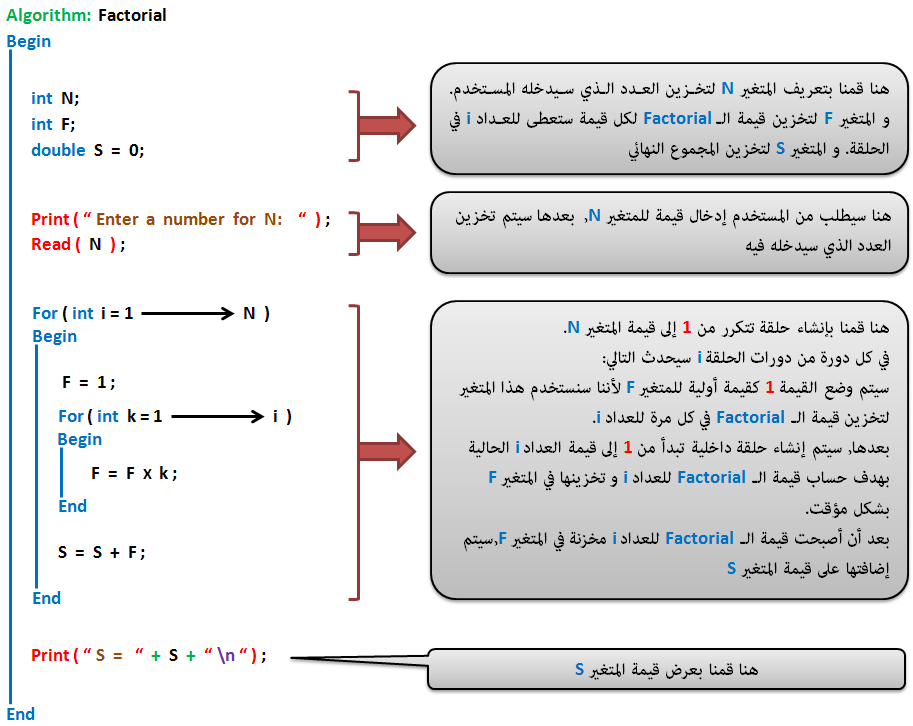 Algorithm: Factorial
Begin
int N;
int F;
double S = 0;
هنا قمنا بتعريف المتغير N لتخزين العدد الذي سيدخله المستخدم.
و المتغير F لتخزين قيمة الـ Factorial لكل قيمة ستعطى للعداد i في
الحلقة. و المتغير S لتخزين المجموع النهائي
Print ( “ Enter a number for N: “ ) ;
Read ( N ) ;
هنا سيطلب من المستخدم إدخال قيمة للمتغير N, بعدها سيتم تخزين
العدد الذي سيدخله فيه
For ( int i = 1 ⟶ N )
Begin
F = 1 ;
For ( int k = 1 ⟶ i )
Begin
F = F x k ;
End
S = S + F;
End
هنا قمنا بإنشاء حلقة تتكرر من 1 إلى قيمة المتغير N.
في كل دورة من دورات الحلقة i سيحدث التالي:
سيتم وضع القيمة 1 كقيمة أولية للمتغير F لأننا سنستخدم هذا المتغير
لتخزين قيمة الـ Factorial في كل مرة للعداد i.
بعدها, سيتم إنشاء حلقة داخلية تبدأ من 1 إلى قيمة العداد i الحالية
بهدف حساب قيمة الـ Factorial للعداد i و تخزينها في المتغير F
بشكل مؤقت.
بعد أن أصبحت قيمة الـ Factorial للعداد i مخزنة في المتغير F,سيتم
إضافتها على قيمة المتغير S
Print ( “ S = “ + S + “ \n “ ) ;
هنا قمنا بعرض قيمة المتغير S
End